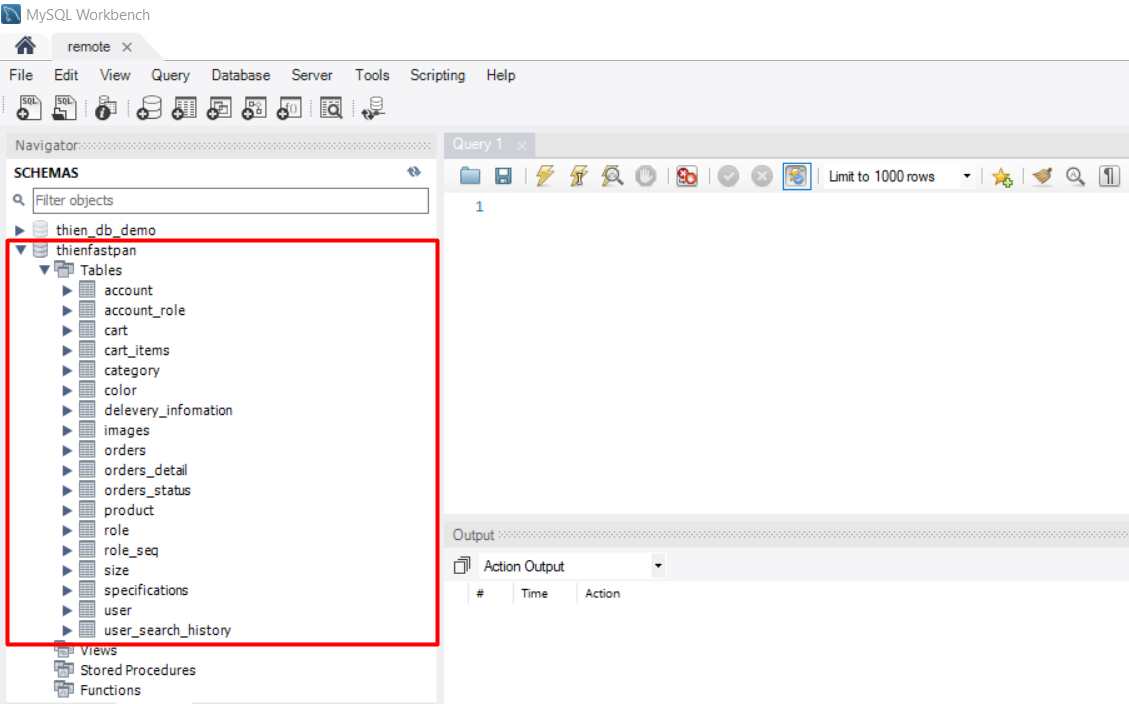 MySQL Workbench
remote
File Edit View Query Database Server Tools Scripting Help
Navigator
SCHEMAS
Filter objects
thien_db_demo
thienfastpan
Tables
account
account_role
cart
cart_items
category
color
delevery_infomation
images
orders
orders_detail
orders_status
product
role
role_seq
size
specifications
user
user_search_history
Views
Stored Procedures
Functions
Query 1
Limit to 1000 rows
1
Output
Action Output
# Time Action